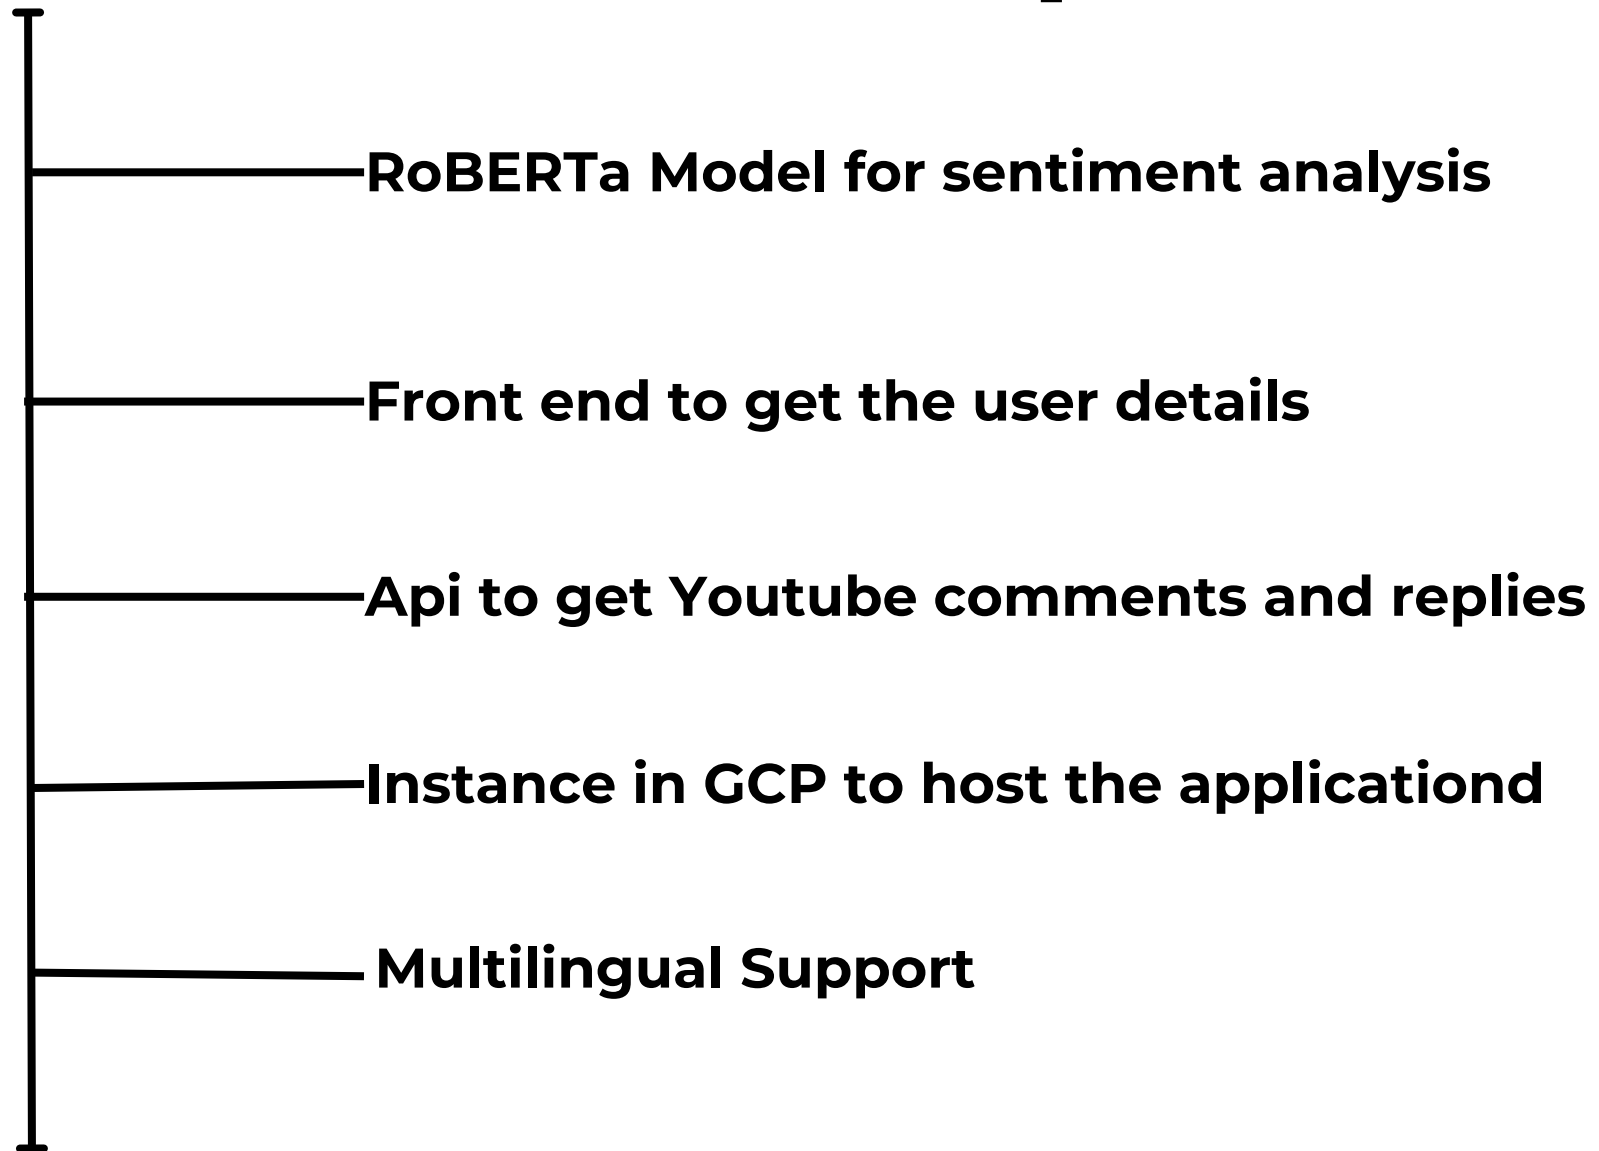 RoBERTa Model for sentiment analysis
Front end to get the user details
Api to get Youtube comments and replies
Instance in GCP to host the applicationd
Multilingual Support